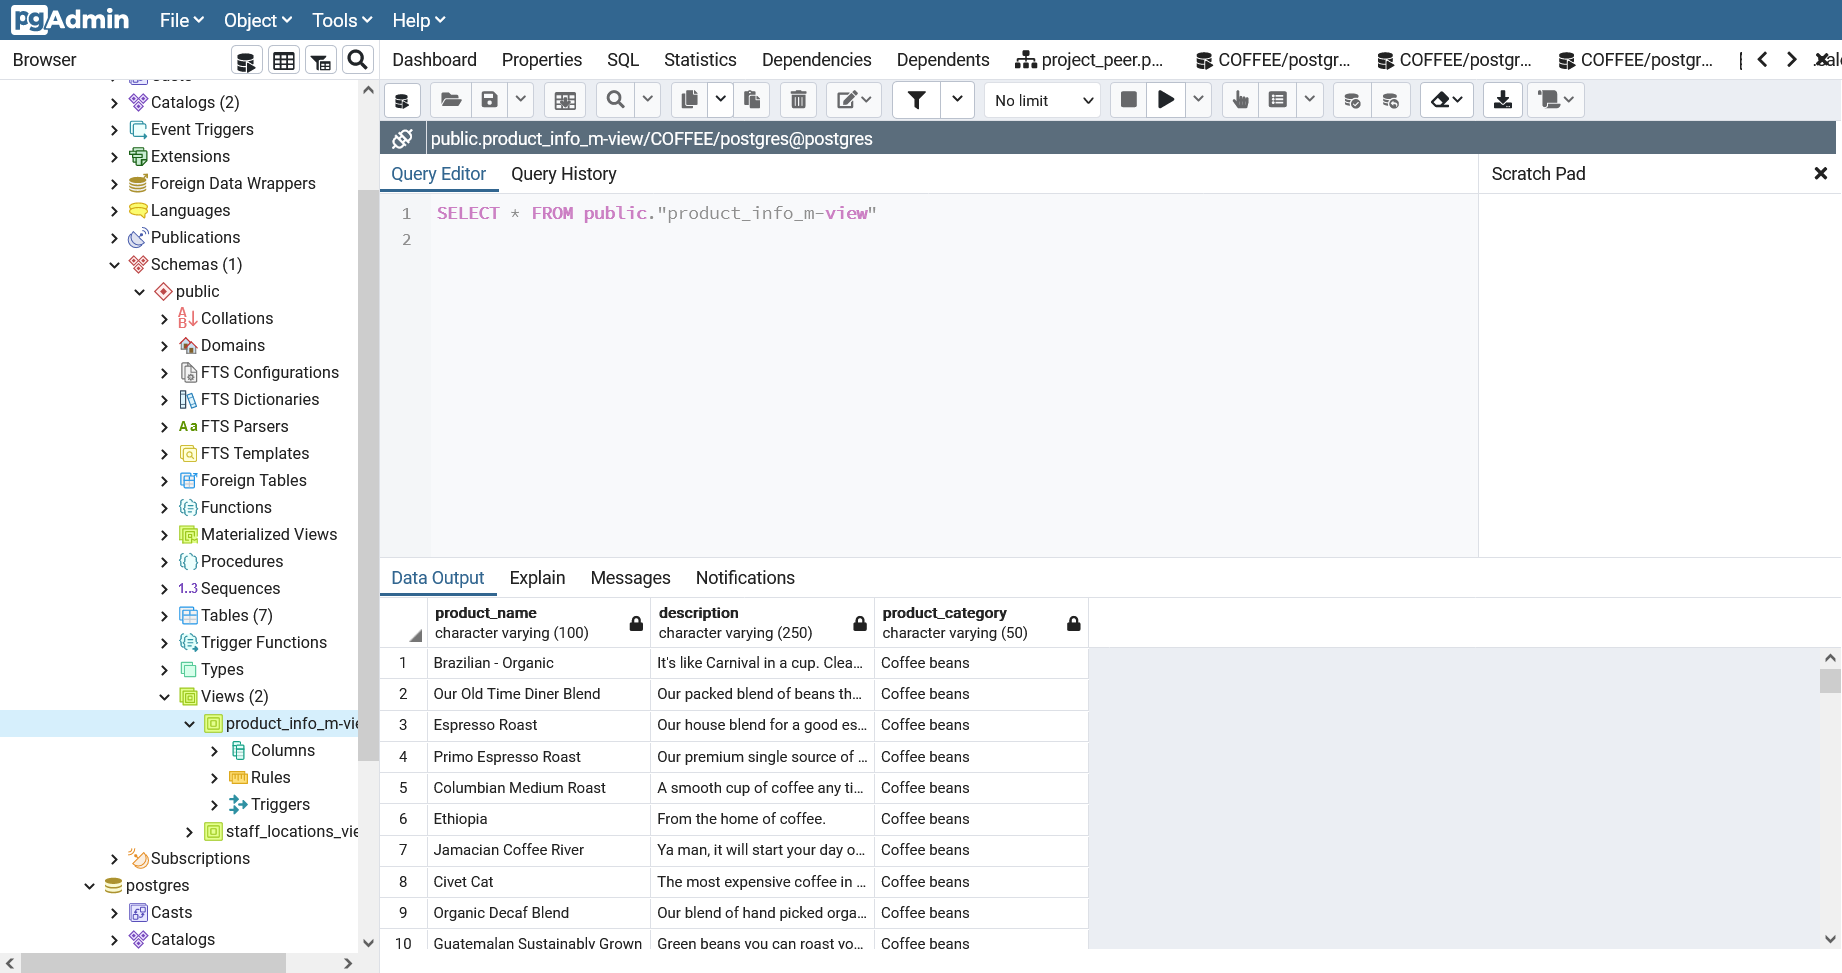 pgAdmin File Object Tools Help
Browser
Dashboard Properties SQL Statistics Dependencies Dependents project_peer.p... COFFEE/postgr... COFFEE/postgr... COFFEE/postgr...
Catalogs (2)
Event Triggers
Extensions
Foreign Data Wrappers
Languages
Publications
Schemas (1)
public
Collations
Domains
FTS Configurations
FTS Dictionaries
Aa FTS Parsers
FTS Templates
Foreign Tables
Functions
Materialized Views
Procedures
1..3 Sequences
Tables (7)
Trigger Functions
Types
Views (2)
product_info_m-vie
Columns
Rules
Triggers
staff_locations_vie
Subscriptions
postgres
Casts
Catalogs
No limit
public.product_info_m-view/COFFEE/postgres@postgres
Query Editor Query History
Scratch Pad
1 SELECT * FROM public."product_info_m-view"
2
Data Output Explain Messages Notifications
product_name description product_category
character varying (100) character varying (250) character varying (50)
1 Brazilian - Organic It's like Carnival in a cup. Clea... Coffee beans
2 Our Old Time Diner Blend Our packed blend of beans th... Coffee beans
3 Espresso Roast Our house blend for a good es... Coffee beans
4 Primo Espresso Roast Our premium single source of ... Coffee beans
5 Columbian Medium Roast A smooth cup of coffee any ti... Coffee beans
6 Ethiopia From the home of coffee. Coffee beans
7 Jamacian Coffee River Ya man, it will start your day o... Coffee beans
8 Civet Cat The most expensive coffee in ... Coffee beans
9 Organic Decaf Blend Our blend of hand picked orga... Coffee beans
10 Guatemalan Sustainably Grown Green beans you can roast yo... Coffee beans